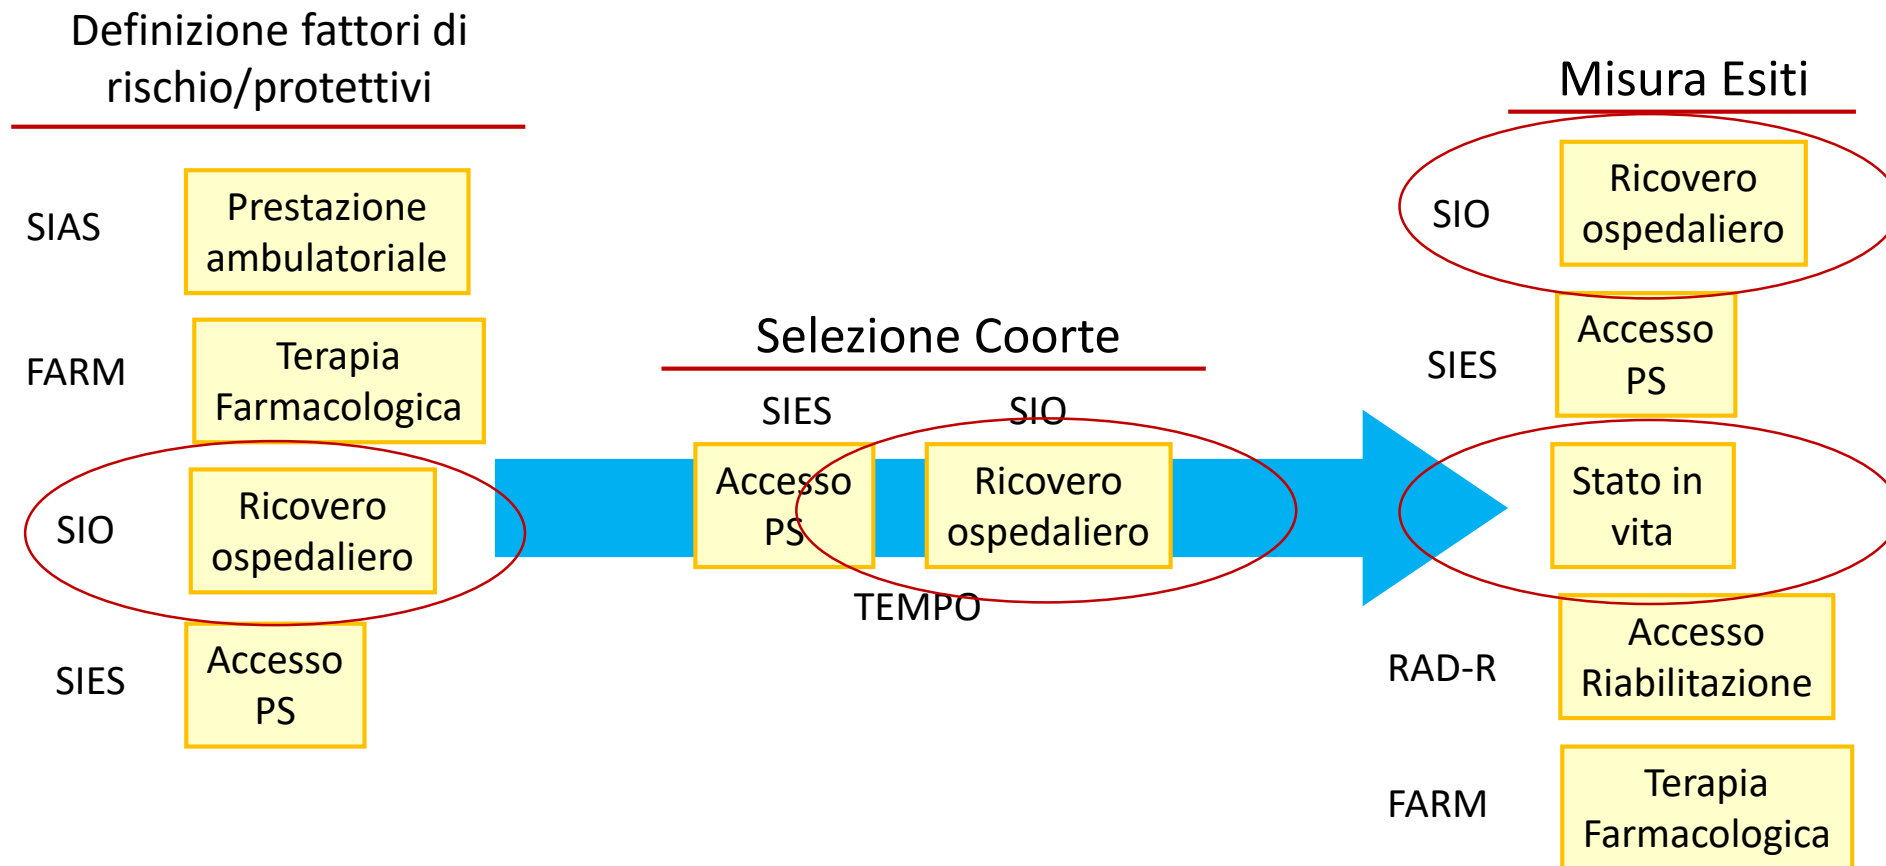 Definizione fattori di
rischio/protettivi
SIAS
Prestazione
ambulatoriale
FARM
Terapia
Farmacologica
SIO
Ricovero
ospedaliero
SIES
Accesso
PS
Selezione Coorte
SIES
SIO
Accesso
PS
Ricovero
ospedaliero
TEMPO
Misura Esiti
SIO
Ricovero
ospedaliero
SIES
Accesso
PS
Stato in
vita
RAD-R
Accesso
Riabilitazione
FARM
Terapia
Farmacologica